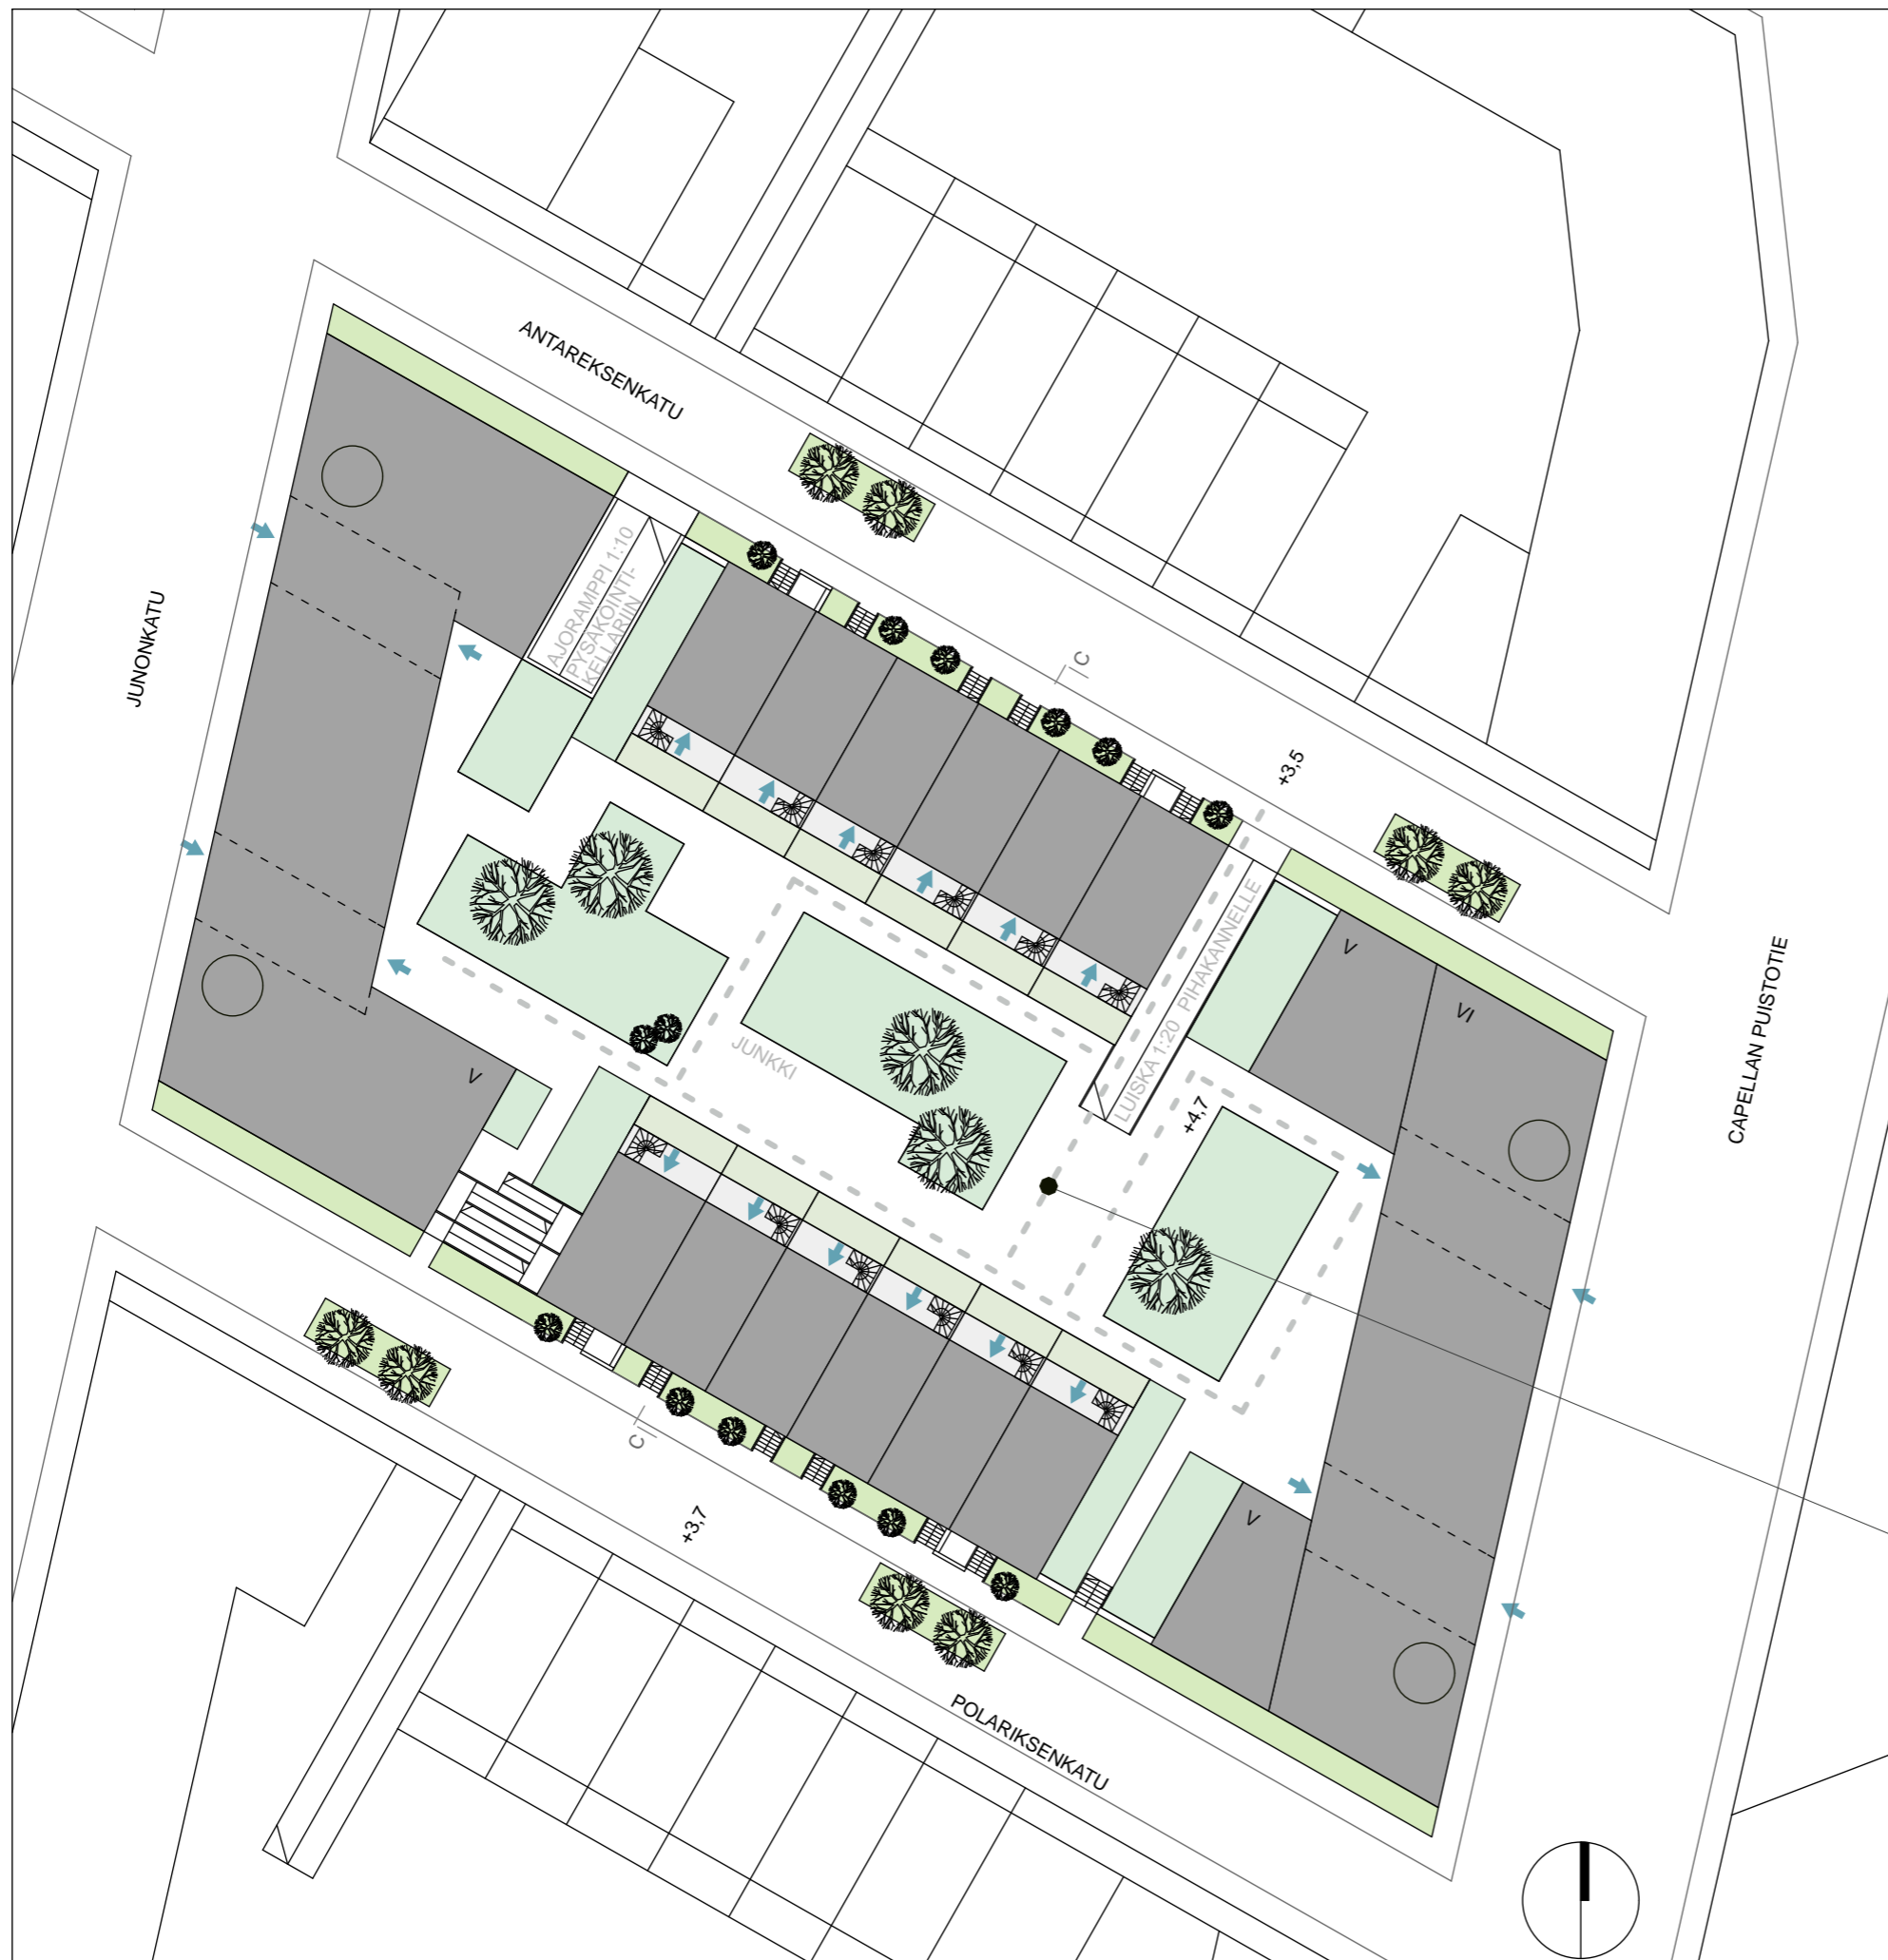 ANTAREKSENKATU
AJORAMPPI 1:10
PYSÄKÖINTI-
KELLARIIN
JUNONKATU
C
+3,5
LUISKA 1:20 PIHAKANNELLE
V
VI
CAPELLAN PUISTOTIE
JUNKKI
V
+4,7
C
+3,7
V
POLARIKSENKATU